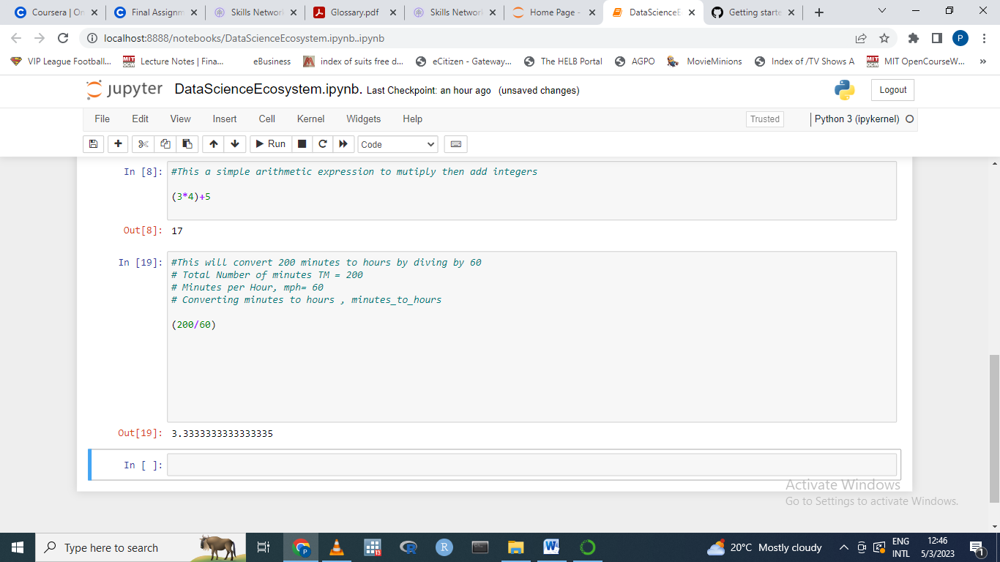 Coursera | On
Final Assignm
Skills Network
Glossary.pdf
Skills Network
Home Page -
DataScienceE
Getting starte
localhost:8888/notebooks/DataScienceEcosystem.ipynb..ipynb
P
VIP League Football...
MIT OCW
Lecture Notes | Fina...
eBusiness
index of suits free d...
eCitizen - Gateway...
The HELB Portal
AGPO
MovieMinions
Index of /TV Shows A
MIT OCW
MIT OpenCourseW...
»
jupyter DataScienceEcosystem.ipynb. Last Checkpoint: an hour ago (unsaved changes)
Logout
File Edit View Insert Cell Kernel Widgets Help
Trusted
Python 3 (ipykernel)
Run
Code
In [8]: #This a simple arithmetic expression to mutiply then add integers
(3*4)+5
Out[8]: 17
In [19]: #This will convert 200 minutes to hours by diving by 60
# Total Number of minutes TM = 200
# Minutes per Hour, mph= 60
# Converting minutes to hours , minutes_to_hours
(200/60)
Out[19]: 3.3333333333333335
In [ ]:
Activate Windows
Go to Settings to activate Windows.
Type here to search
20°C Mostly cloudy
ENG
INTL
12:46
5/3/2023
1